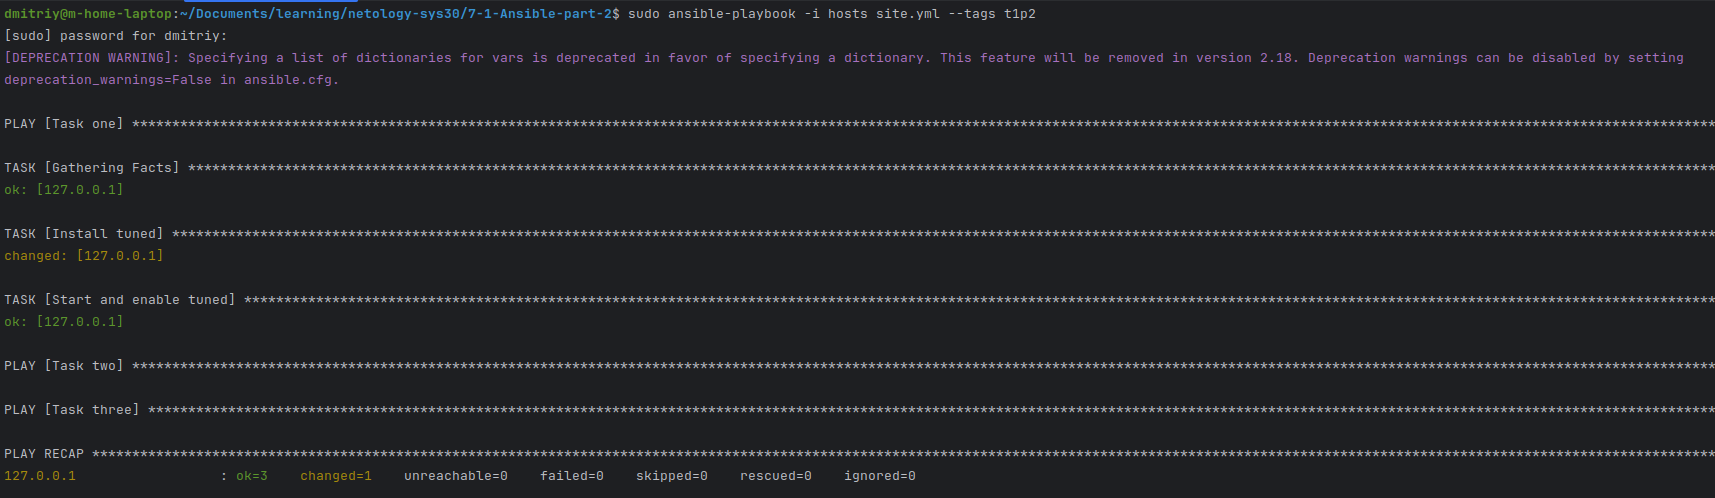 dmitriy@m-home-laptop:~/Documents/learning/netology-sys30/7-1-Ansible-part-2$ sudo ansible-playbook -i hosts site.yml --tags t1p2
[sudo] password for dmitriy:
[DEPRECATION WARNING]: Specifying a list of dictionaries for vars is deprecated in favor of specifying a dictionary. This feature will be removed in version 2.18. Deprecation warnings can be disabled by setting
deprecation_warnings=False in ansible.cfg.
PLAY [Task one] ******************************************************************************************************************************************************************************************************
TASK [Gathering Facts] ***********************************************************************************************************************************************************************************************
ok: [127.0.0.1]
TASK [Install tuned] *************************************************************************************************************************************************************************************************
changed: [127.0.0.1]
TASK [Start and enable tuned] ****************************************************************************************************************************************************************************************
ok: [127.0.0.1]
PLAY [Task two] ******************************************************************************************************************************************************************************************************
PLAY [Task three] ****************************************************************************************************************************************************************************************************
PLAY RECAP ***********************************************************************************************************************************************************************************************************
127.0.0.1                  : ok=3    changed=1    unreachable=0    failed=0    skipped=0    rescued=0    ignored=0